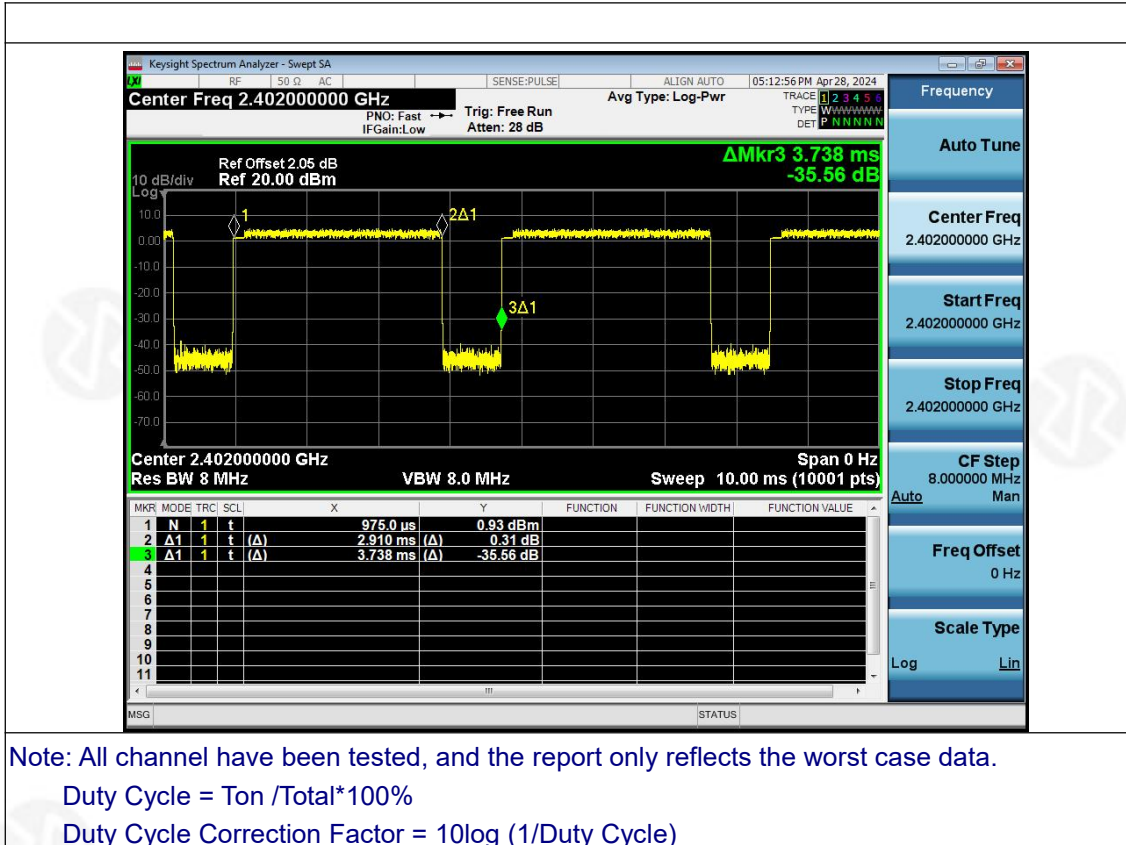 Keysight Spectrum Analyzer - Swept SA
LXI RF 50 Ω AC SENSE:PULSE ALIGN AUTO 05:12:56 PM Apr 28, 2024
Center Freq 2.402000000 GHz
PNO: Fast
IFGain:Low
Trig: Free Run
Atten: 28 dB
Avg Type: Log-Pwr
TRACE 1 2 3 4 5 6
TYPE WWWWWWW
DET P N N N N N
ΔMkr3 3.738 ms
-35.56 dB
Ref Offset 2.05 dB
10 dB/div Ref 20.00 dBm
Log
10.0
0.00
-10.0
-20.0
-30.0
-40.0
-50.0
-60.0
-70.0
1
2Δ1
3Δ1
Center 2.402000000 GHz Span 0 Hz
Res BW 8 MHz VBW 8.0 MHz Sweep 10.00 ms (10001 pts)
MKR MODE TRC SCL X Y FUNCTION FUNCTION WIDTH FUNCTION VALUE
1 N 1 t 975.0 µs 0.93 dBm
2 Δ1 1 t (Δ) 2.910 ms (Δ) 0.31 dB
3 Δ1 1 t (Δ) 3.738 ms (Δ) -35.56 dB
4
5
6
7
8
9
10
11
MSG STATUS
Frequency
Auto Tune
Center Freq
2.402000000 GHz
Start Freq
2.402000000 GHz
Stop Freq
2.402000000 GHz
CF Step
8.000000 MHz
Auto Man
Freq Offset
0 Hz
Scale Type
Log Lin
Note: All channel have been tested, and the report only reflects the worst case data.
Duty Cycle = On /Total*100%
Duty Cycle Correction Factor = 10log (1/Duty Cycle)